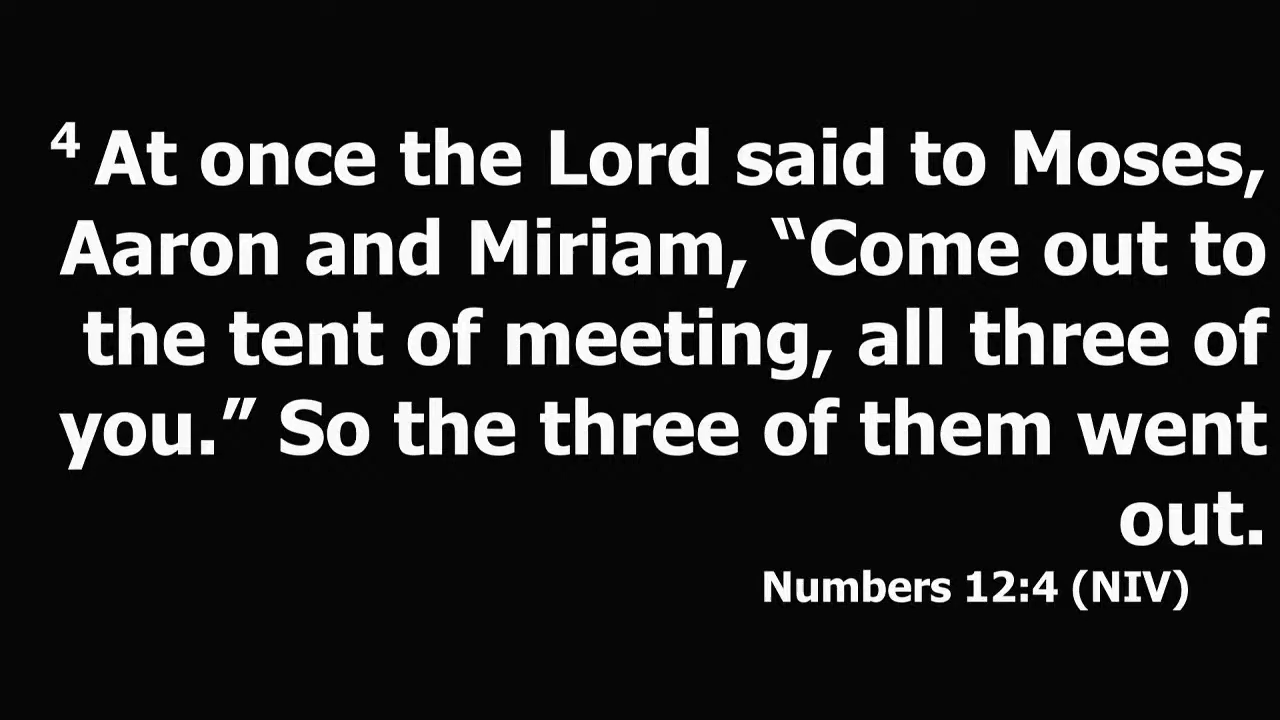 4 At once the Lord said to Moses,
Aaron and Miriam, “Come out to
the tent of meeting, all three of
you.” So the three of them went
out.
Numbers 12:4 (NIV)